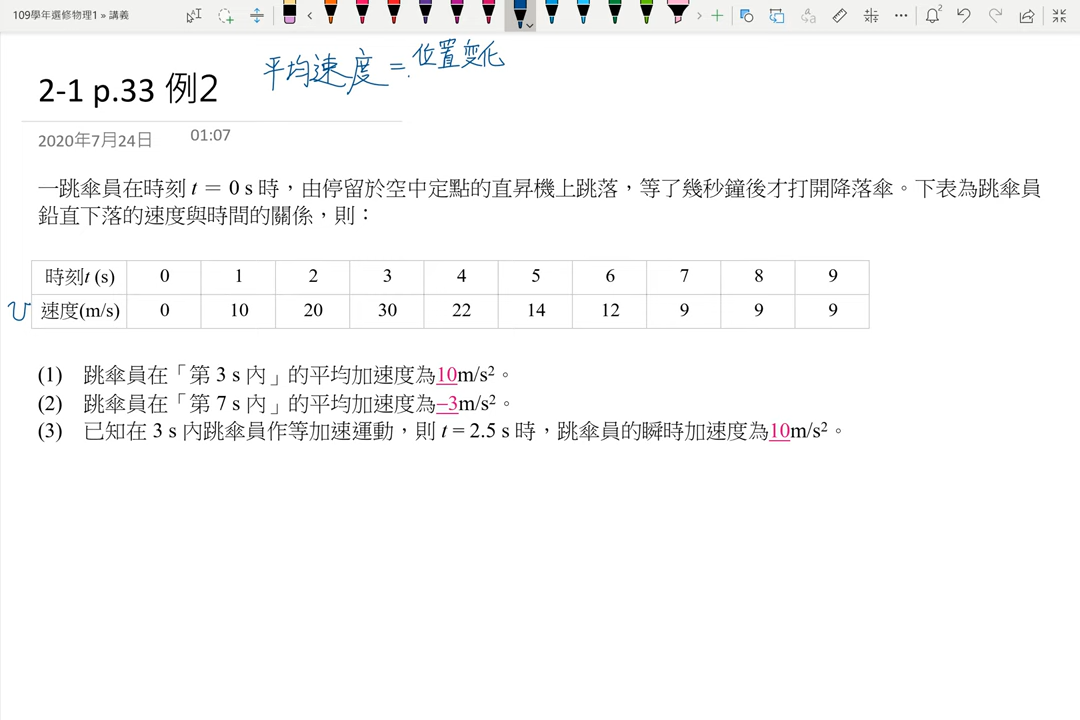 109學年選修物理1 » 講義
2
平均速度 = 位置變化
2-1 p.33 例2
2020年7月24日 01:07
一跳傘員在時刻 t = 0 s 時，由停留於空中定點的直昇機上跳落，等了幾秒鐘後才打開降落傘。下表為跳傘員
鉛直下落的速度與時間的關係，則：
時刻t (s) 0 1 2 3 4 5 6 7 8 9
v 速度(m/s) 0 10 20 30 22 14 12 9 9 9
(1) 跳傘員在「第 3 s 內」的平均加速度為10m/s²。
(2) 跳傘員在「第 7 s 內」的平均加速度為−3m/s²。
(3) 已知在 3 s 內跳傘員作等加速運動，則 t = 2.5 s 時，跳傘員的瞬時加速度為10m/s²。